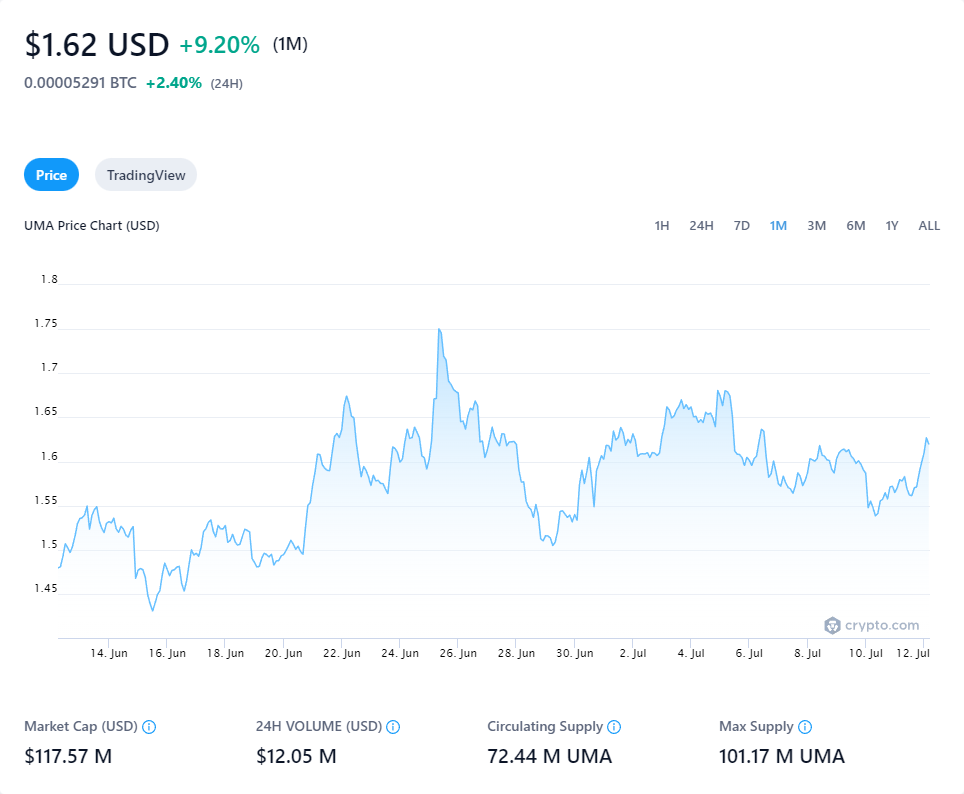 $1.62 USD +9.20% (1M)
0.00005291 BTC +2.40% (24H)
Price TradingView
UMA Price Chart (USD) 1H 24H 7D 1M 3M 6M 1Y ALL
1.8
1.75
1.7
1.65
1.6
1.55
1.5
1.45
crypto.com
14. Jun 16. Jun 18. Jun 20. Jun 22. Jun 24. Jun 26. Jun 28. Jun 30. Jun 2. Jul 4. Jul 6. Jul 8. Jul 10. Jul 12. Jul
Market Cap (USD) 24H VOLUME (USD) Circulating Supply Max Supply
$117.57 M $12.05 M 72.44 M UMA 101.17 M UMA